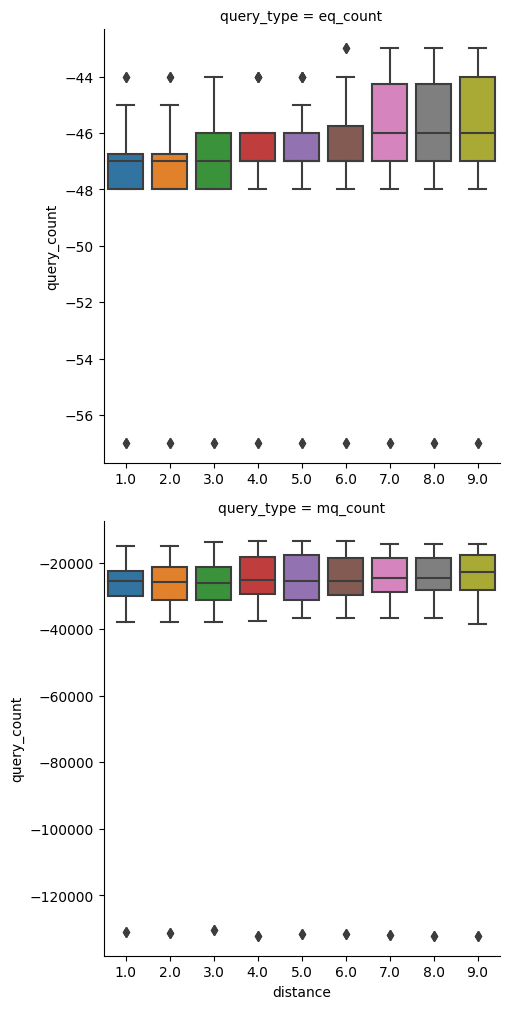 query_type = eq_count
−44
−46
−48
−50
−52
−54
−56
query_count
1.0 2.0 3.0 4.0 5.0 6.0 7.0 8.0 9.0
query_type = mq_count
−20000
−40000
−60000
−80000
−100000
−120000
query_count
1.0 2.0 3.0 4.0 5.0 6.0 7.0 8.0 9.0
distance